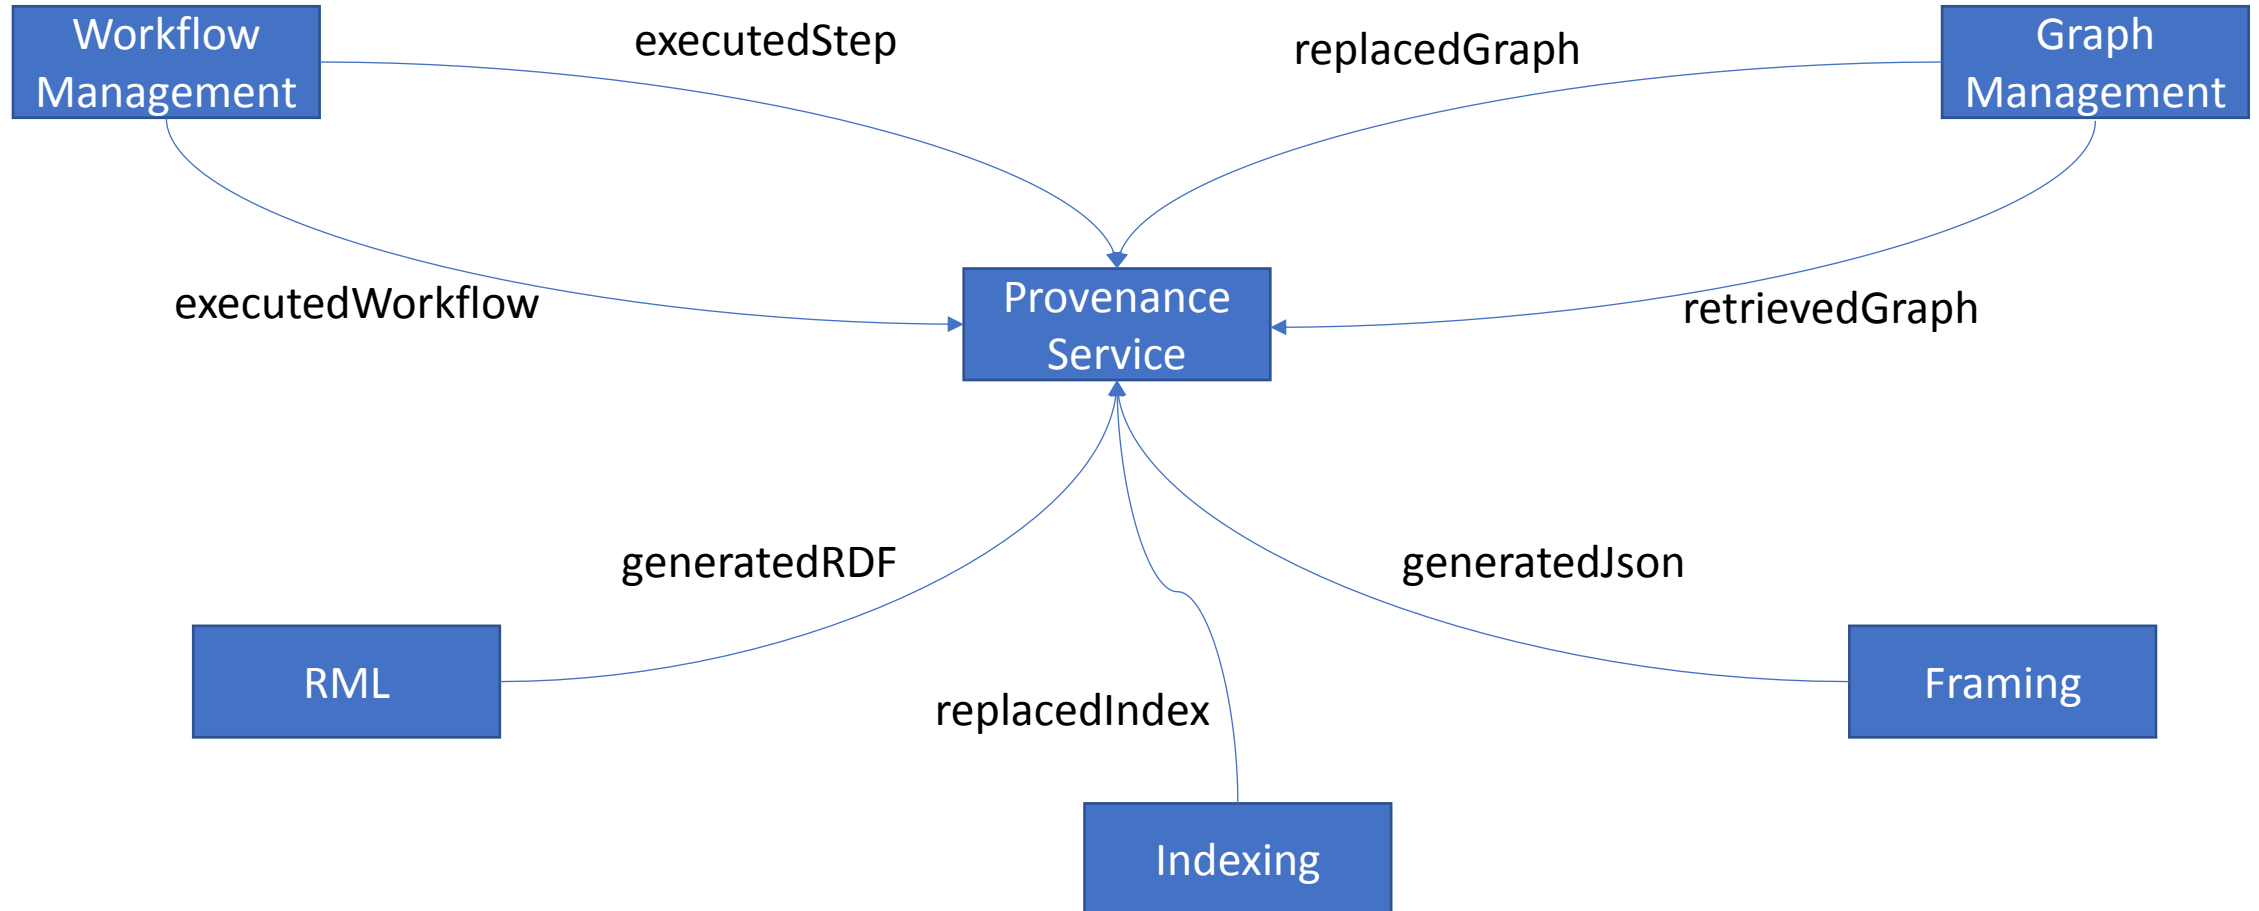 Workflow
Management
executedStep
replacedGraph
Graph
Management
executedWorkflow
Provenance
Service
retrievedGraph
generatedRDF
generatedJson
RML
replacedIndex
Framing
Indexing